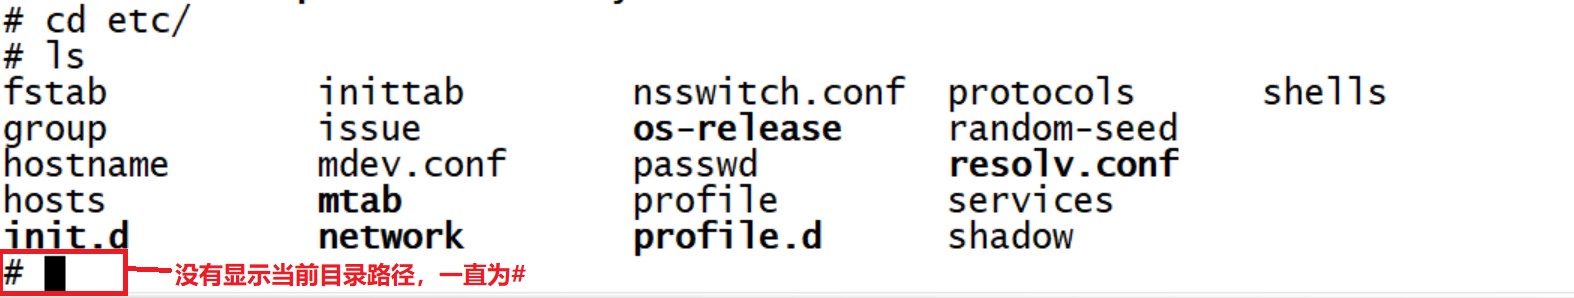 # cd etc/
# ls
fstab inittab nsswitch.conf protocols shells
group issue os-release random-seed
hostname mdev.conf passwd resolv.conf
hosts mtab profile services
init.d network profile.d shadow
# 没有显示当前目录路径，一直为#